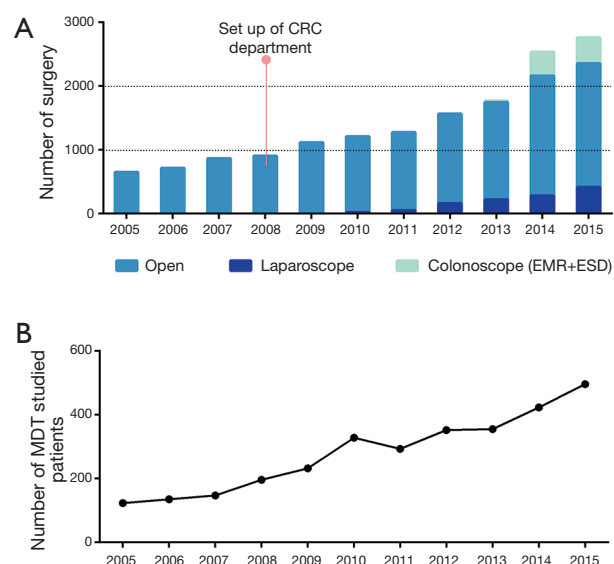 A
Set up of CRC
department
Number of surgery
3000
2000
1000
0
2005 2006 2007 2008 2009 2010 2011 2012 2013 2014 2015
Open Laparoscope Colonoscope (EMR+ESD)
B
Number of MDT studied
patients
600
400
200
0
2005 2006 2007 2008 2009 2010 2011 2012 2013 2014 2015